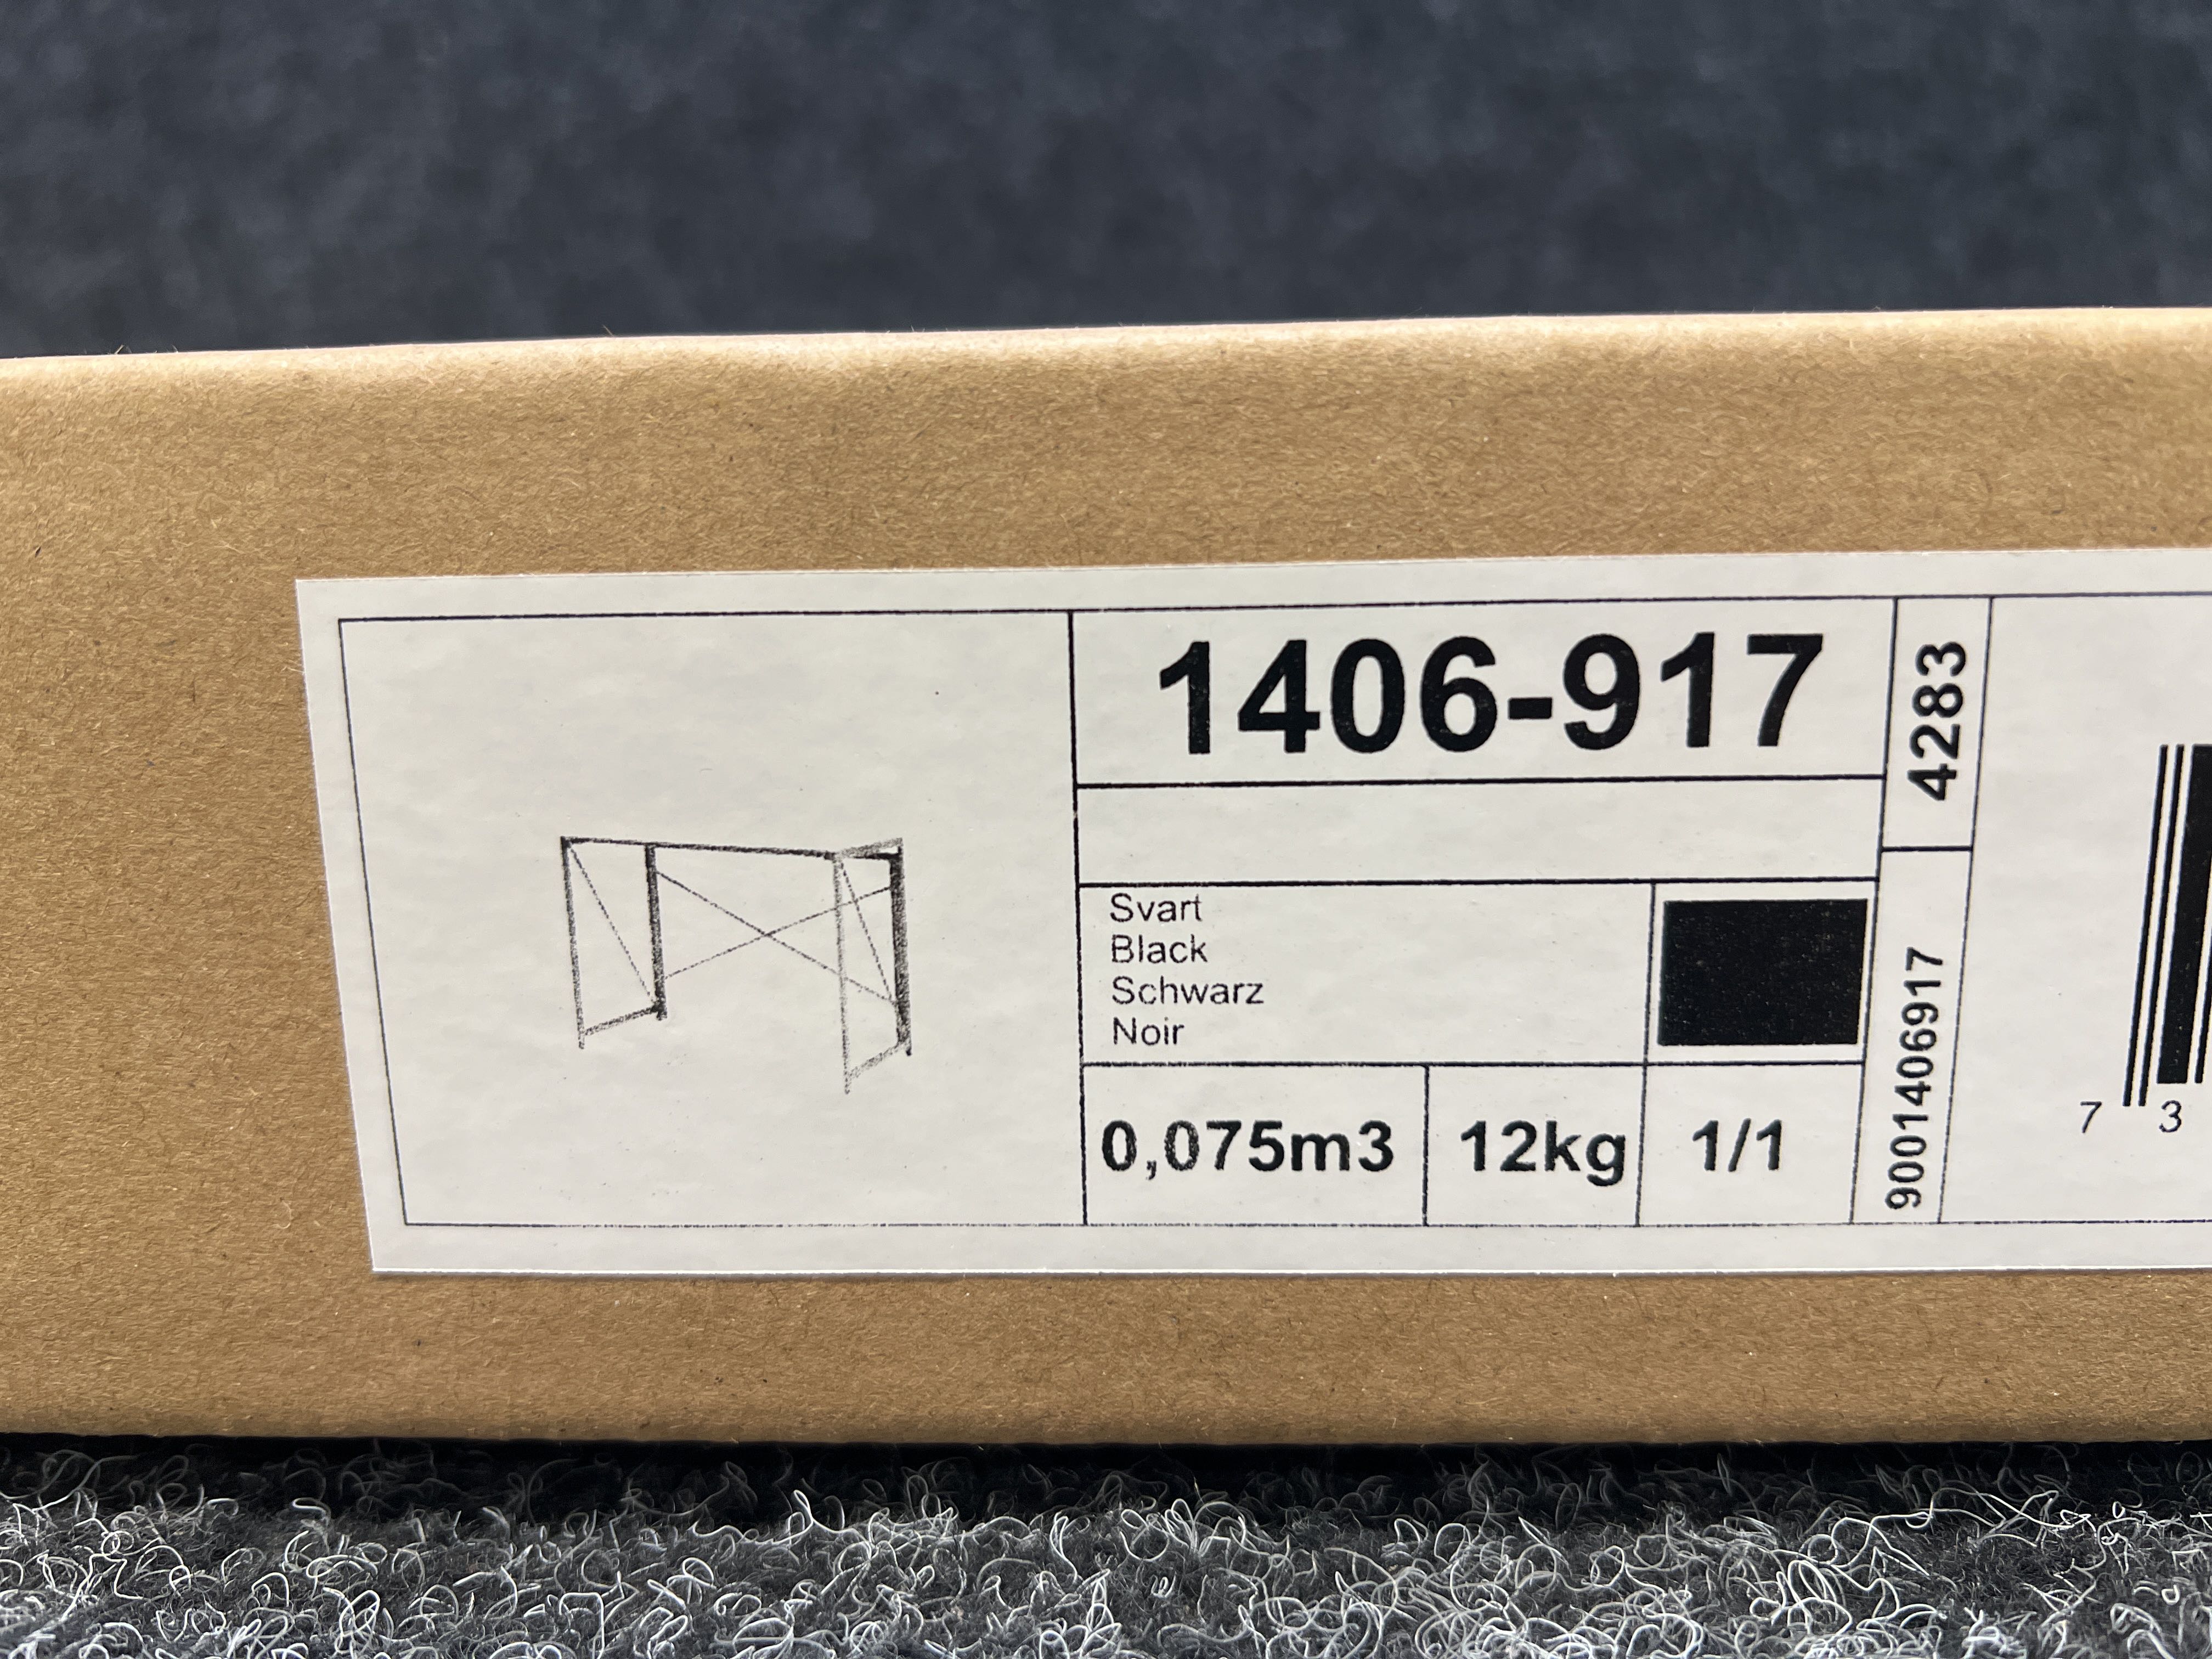 1406-917
Svart
Black
Schwarz
Noir
0,075m3 12kg 1/1
4283
9001406917
7 3